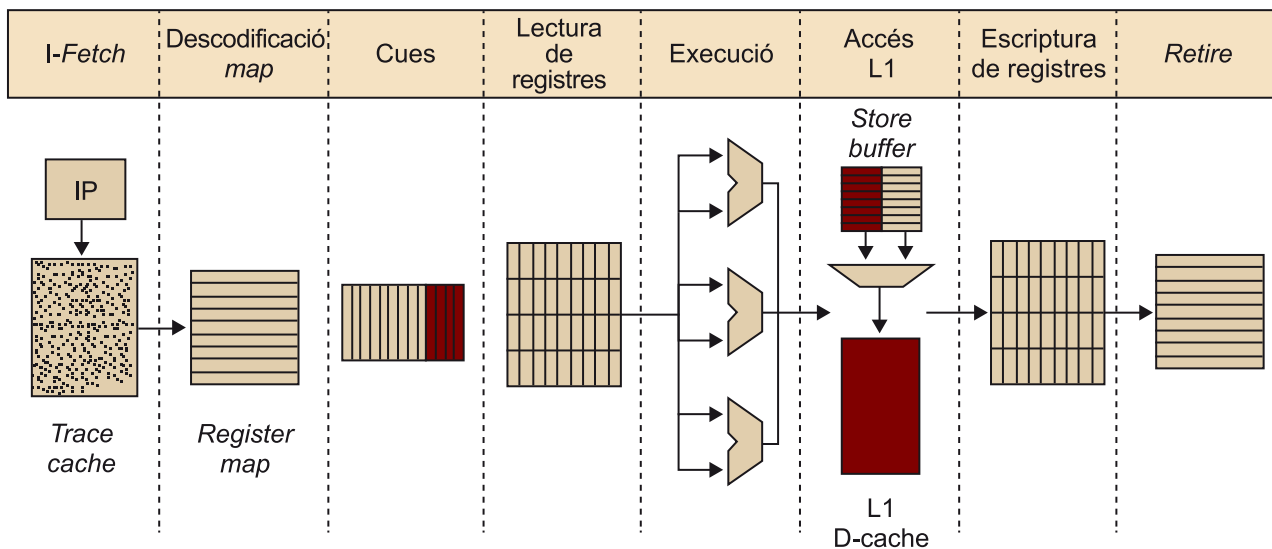 I-Fetch
Descodificació
map
Cues
Lectura
de
registres
Execució
Accés
L1
Escriptura
de registres
Retire
IP
Trace
cache
Register
map
Store
buffer
L1
D-cache